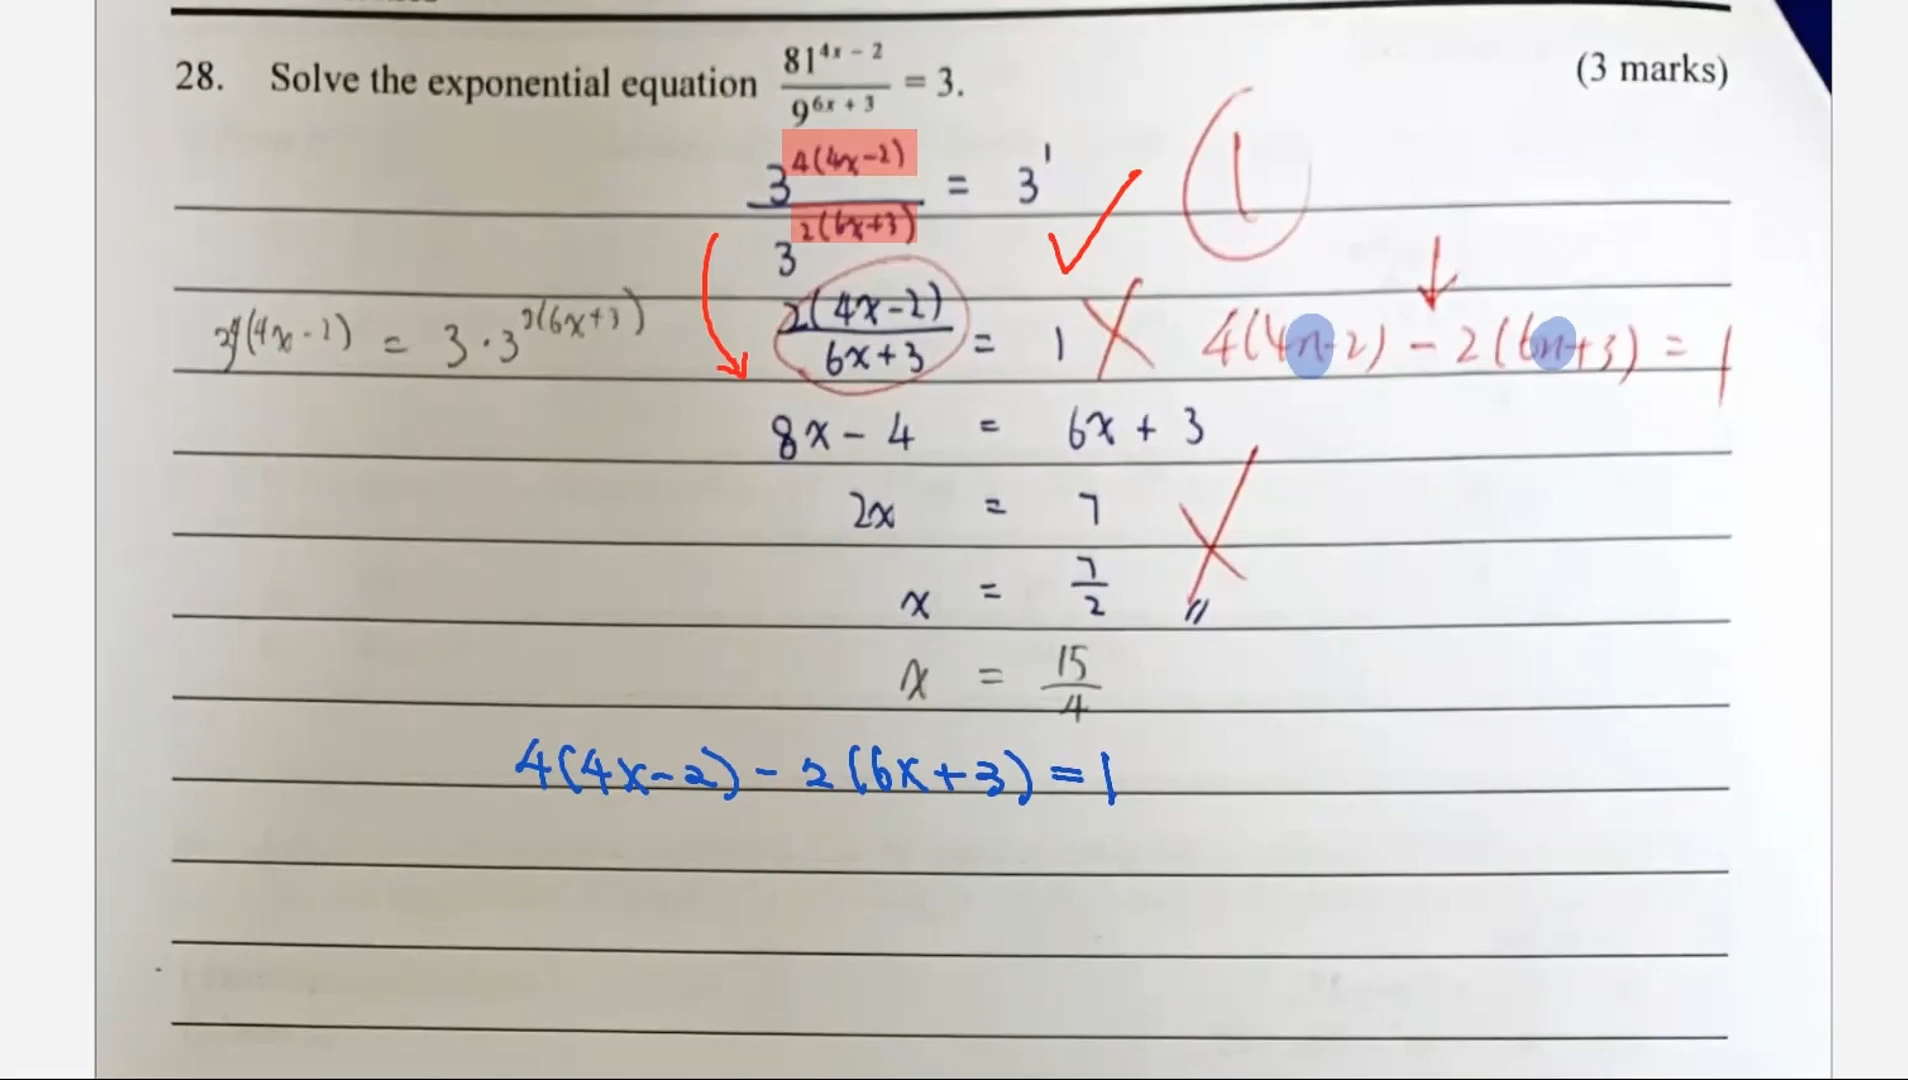 28. Solve the exponential equation 81^(4x − 2) / 9^(6x + 3) = 3. (3 marks)
3^(4(4x−2)) / 3^(2(6x+3)) = 3^1 ✓ 1
2(4x−2) / (6x+3) = 1 ✗ 4(4x−2) − 2(6x+3) = 1
= 3 · 3^(2(6x+3))
8x − 4 = 6x + 3
2x = 7
x = 7/2 ✗
x = 15/4
4(4x−2) − 2(6x+3) = 1